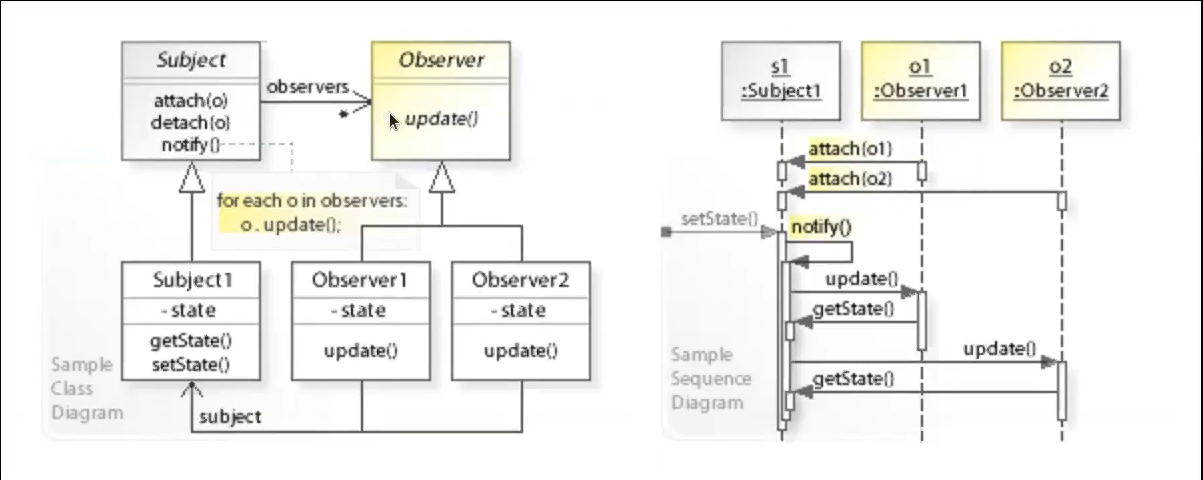 Subject
attach(o)
detach(o)
notify()
observers
*
Observer
update()
for each o in observers:
o . update();
Subject1
- state
getState()
setState()
Observer1
- state
update()
Observer2
- state
update()
subject
Sample
Class
Diagram
s1
:Subject1
o1
:Observer1
o2
:Observer2
attach(o1)
attach(o2)
setState()
notify()
update()
getState()
update()
getState()
Sample
Sequence
Diagram